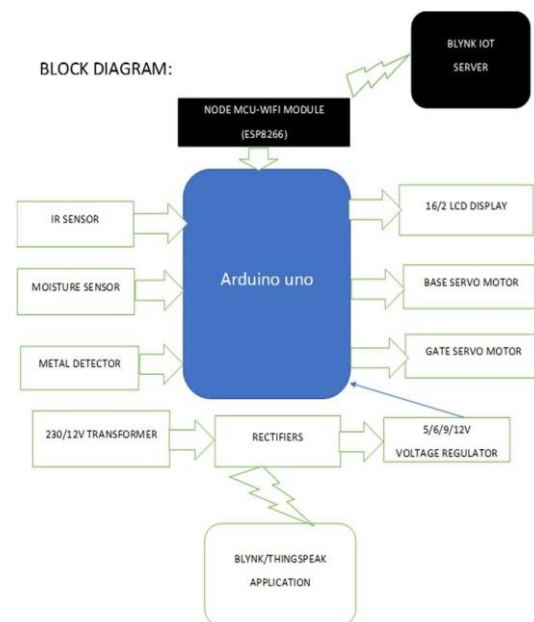 BLYNK IOT
SERVER
BLOCK DIAGRAM:
NODE MCU-WIFI MODULE
(ESP8266)
IR SENSOR
16/2 LCD DISPLAY
Arduino uno
MOISTURE SENSOR
BASE SERVO MOTOR
METAL DETECTOR
GATE SERVO MOTOR
230/12V TRANSFORMER
RECTIFIERS
5/6/9/12V
VOLTAGE REGULATOR
BLYNK/THINGSPEAK
APPLICATION